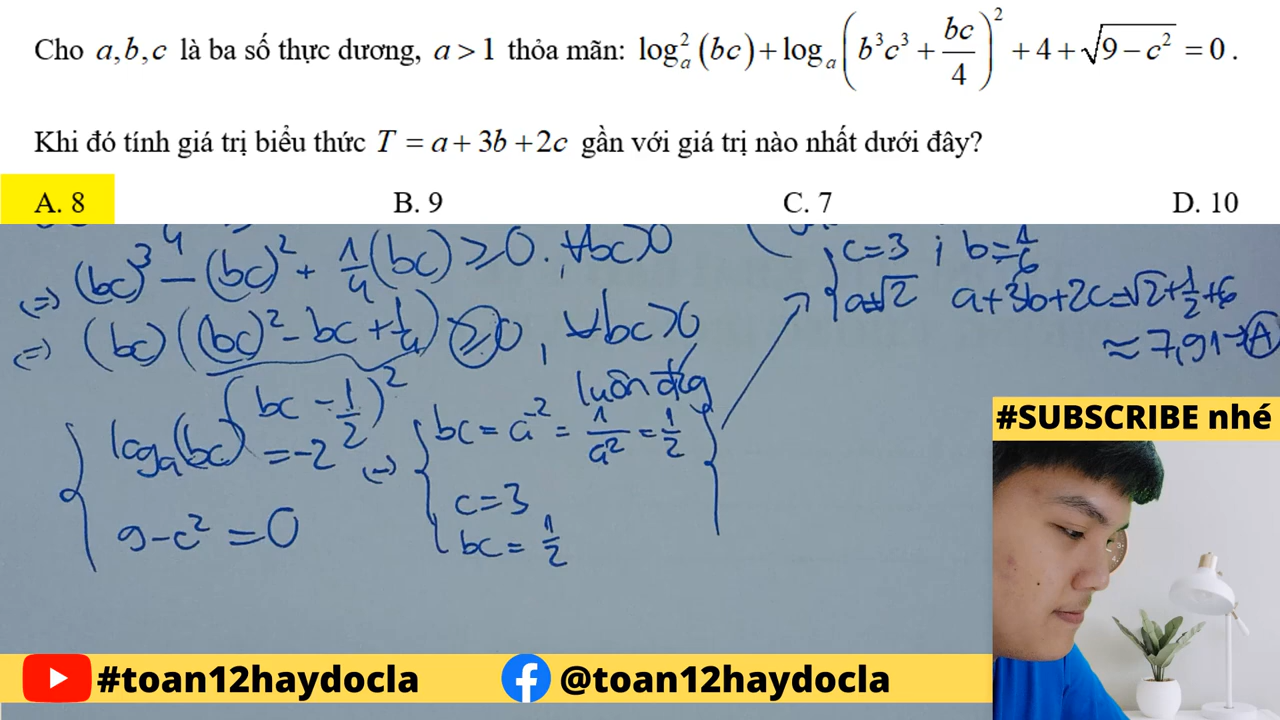 Cho a,b,c là ba số thực dương, a > 1 thỏa mãn: log²ₐ(bc) + logₐ(b³c³ + bc/4)² + 4 + √(9 − c²) = 0.
Khi đó tính giá trị biểu thức T = a + 3b + 2c gần với giá trị nào nhất dưới đây?
A. 8 B. 9 C. 7 D. 10
(=) (bc)³ − (bc)² + 1/4(bc) ≥ 0, ∀bc>0
(=) (bc)((bc)² − bc + 1/4) ≥ 0, ∀bc>0
(bc − 1/2)² luôn đúng
{ logₐ(bc) = −2
9 − c² = 0
(=) { bc = a⁻² = 1/a² = 1/2
c = 3
bc = 1/2
{ c = 3 ; b = 1/6
a = √2 a+3b+2c = √2 + 1/2 + 6
≈ 7,91 → A
#SUBSCRIBE nhé
#toan12haydocla
@toan12haydocla